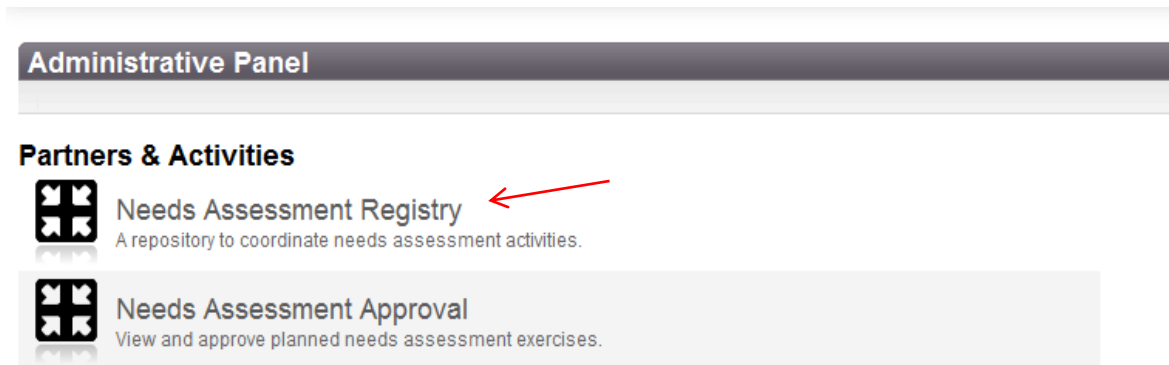 Administrative Panel
Partners & Activities
Needs Assessment Registry
A repository to coordinate needs assessment activities.
Needs Assessment Approval
View and approve planned needs assessment exercises.